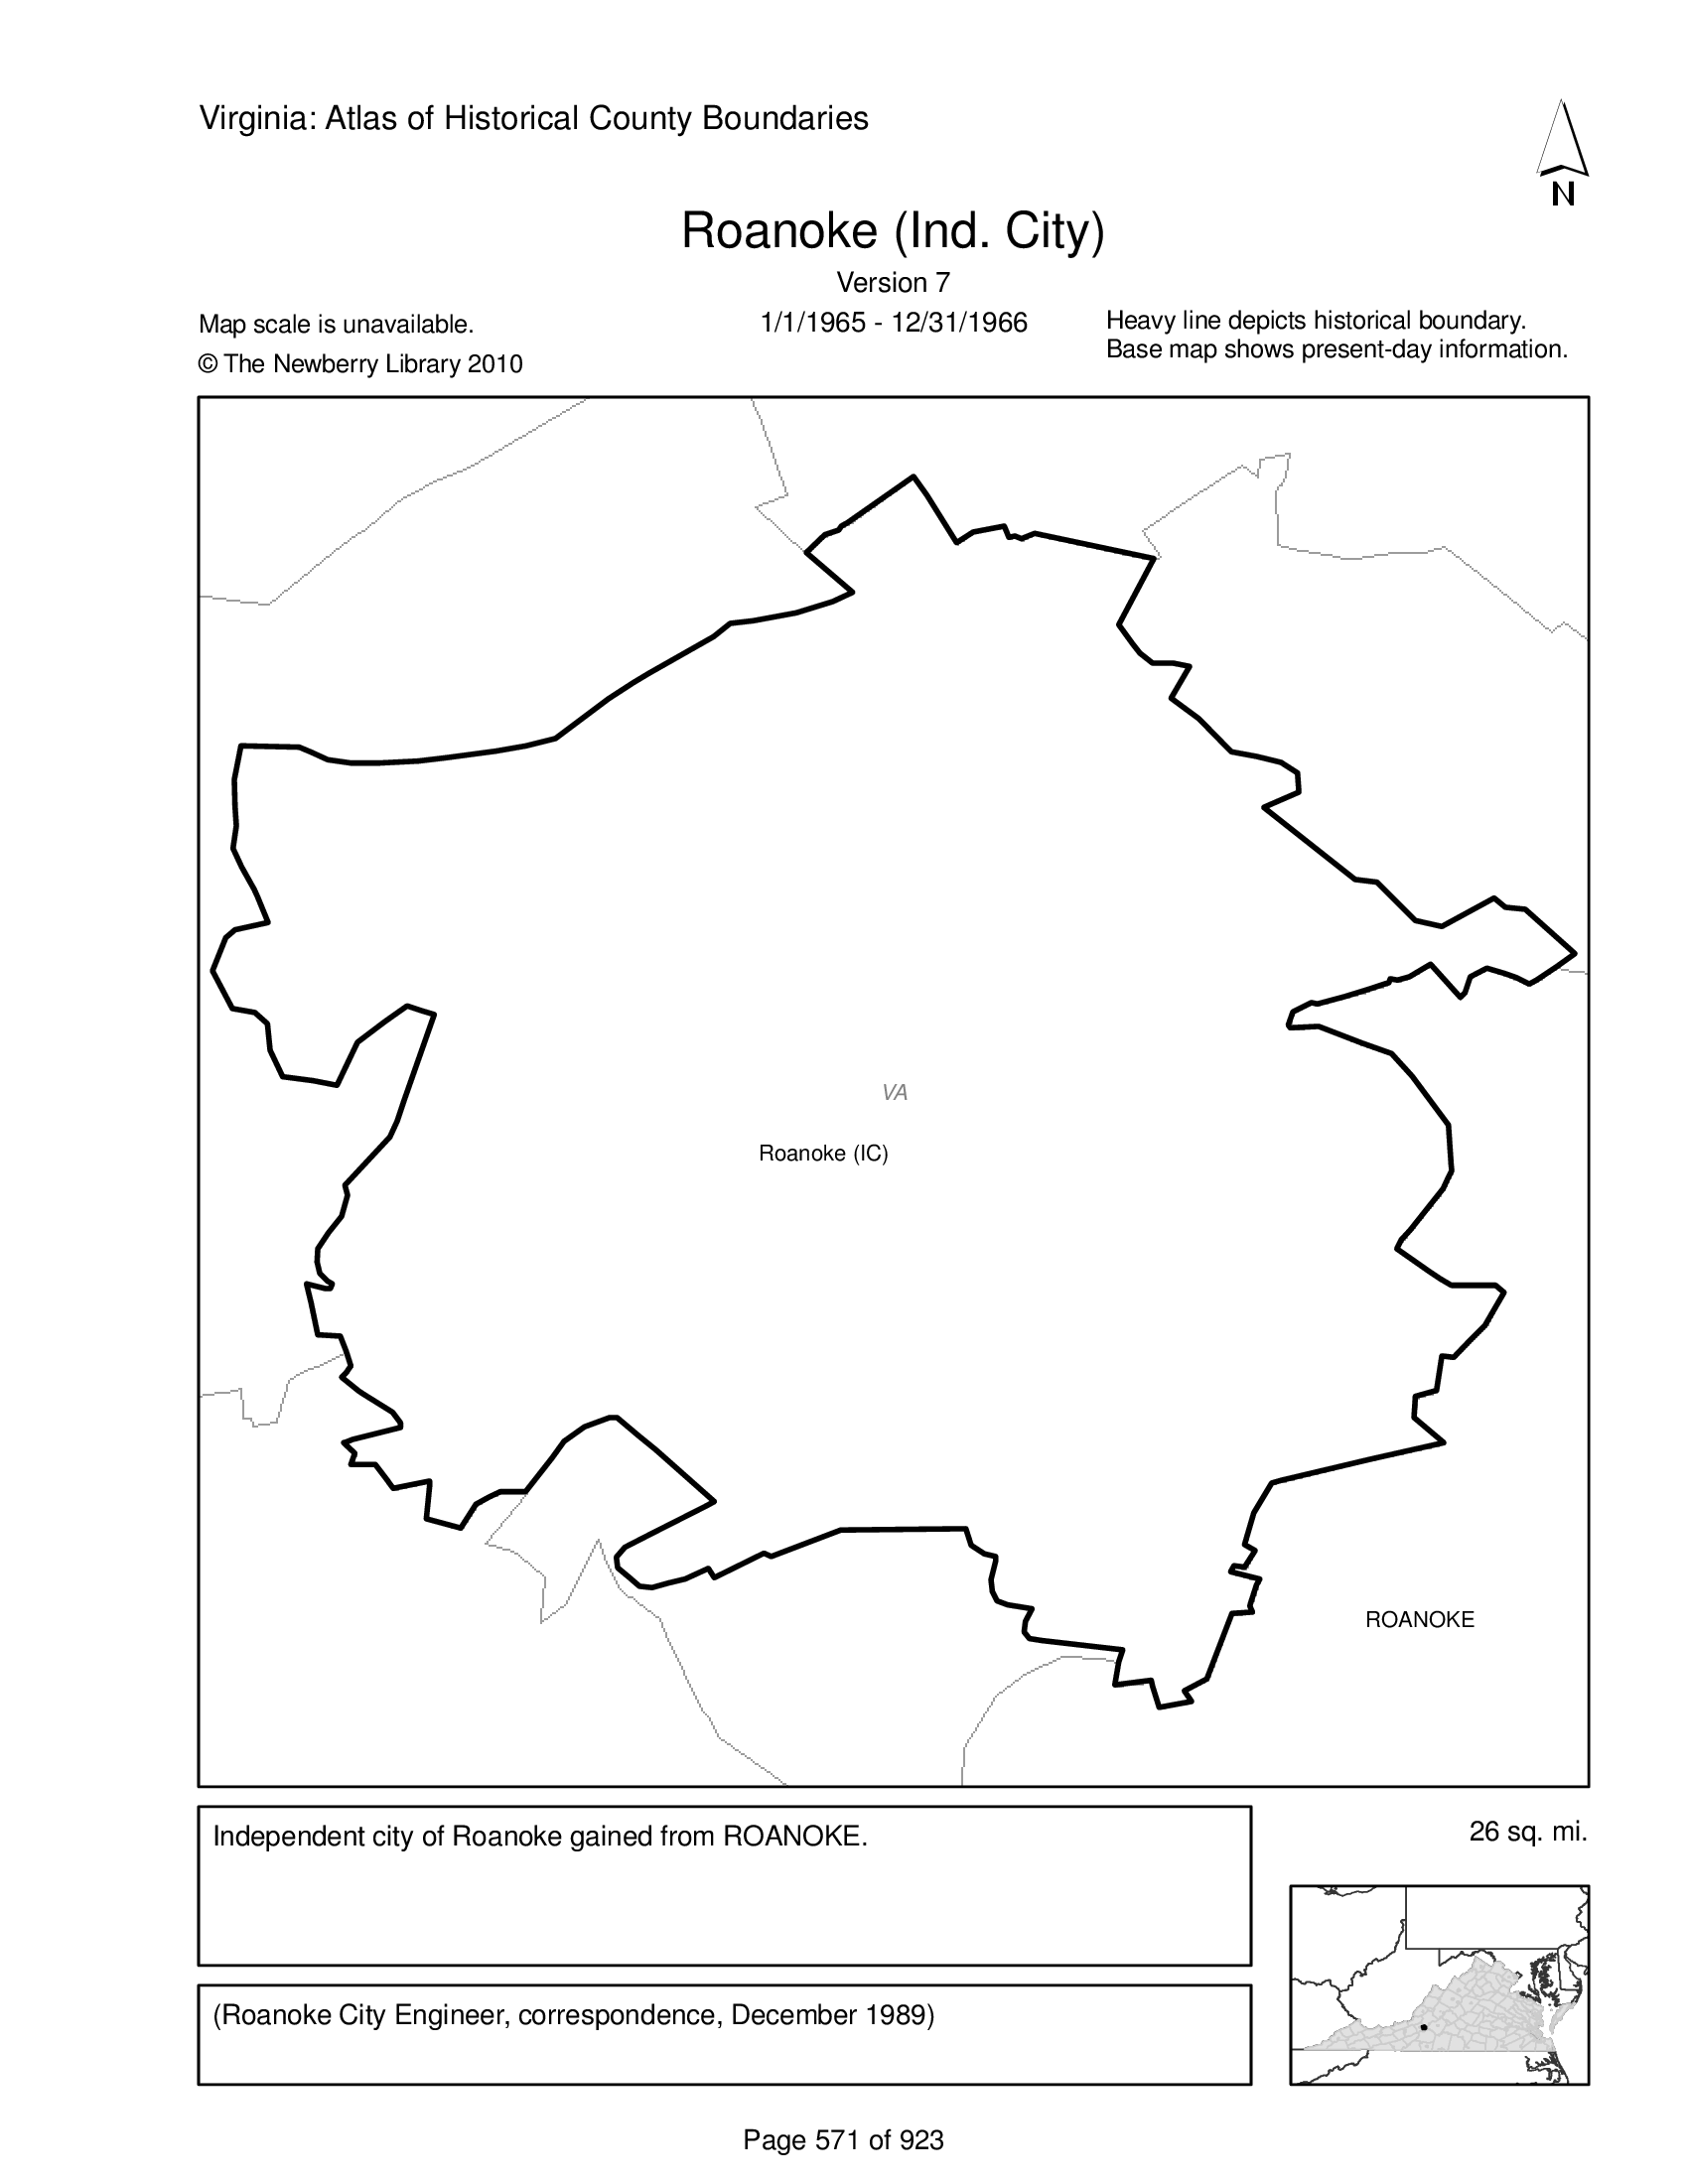 Virginia: Atlas of Historical County Boundaries
N
Roanoke (Ind. City)
Version 7
Map scale is unavailable.
1/1/1965 - 12/31/1966
Heavy line depicts historical boundary.
© The Newberry Library 2010
Base map shows present-day information.
VA
Roanoke (IC)
ROANOKE
Independent city of Roanoke gained from ROANOKE.
26 sq. mi.
(Roanoke City Engineer, correspondence, December 1989)
Page 571 of 923